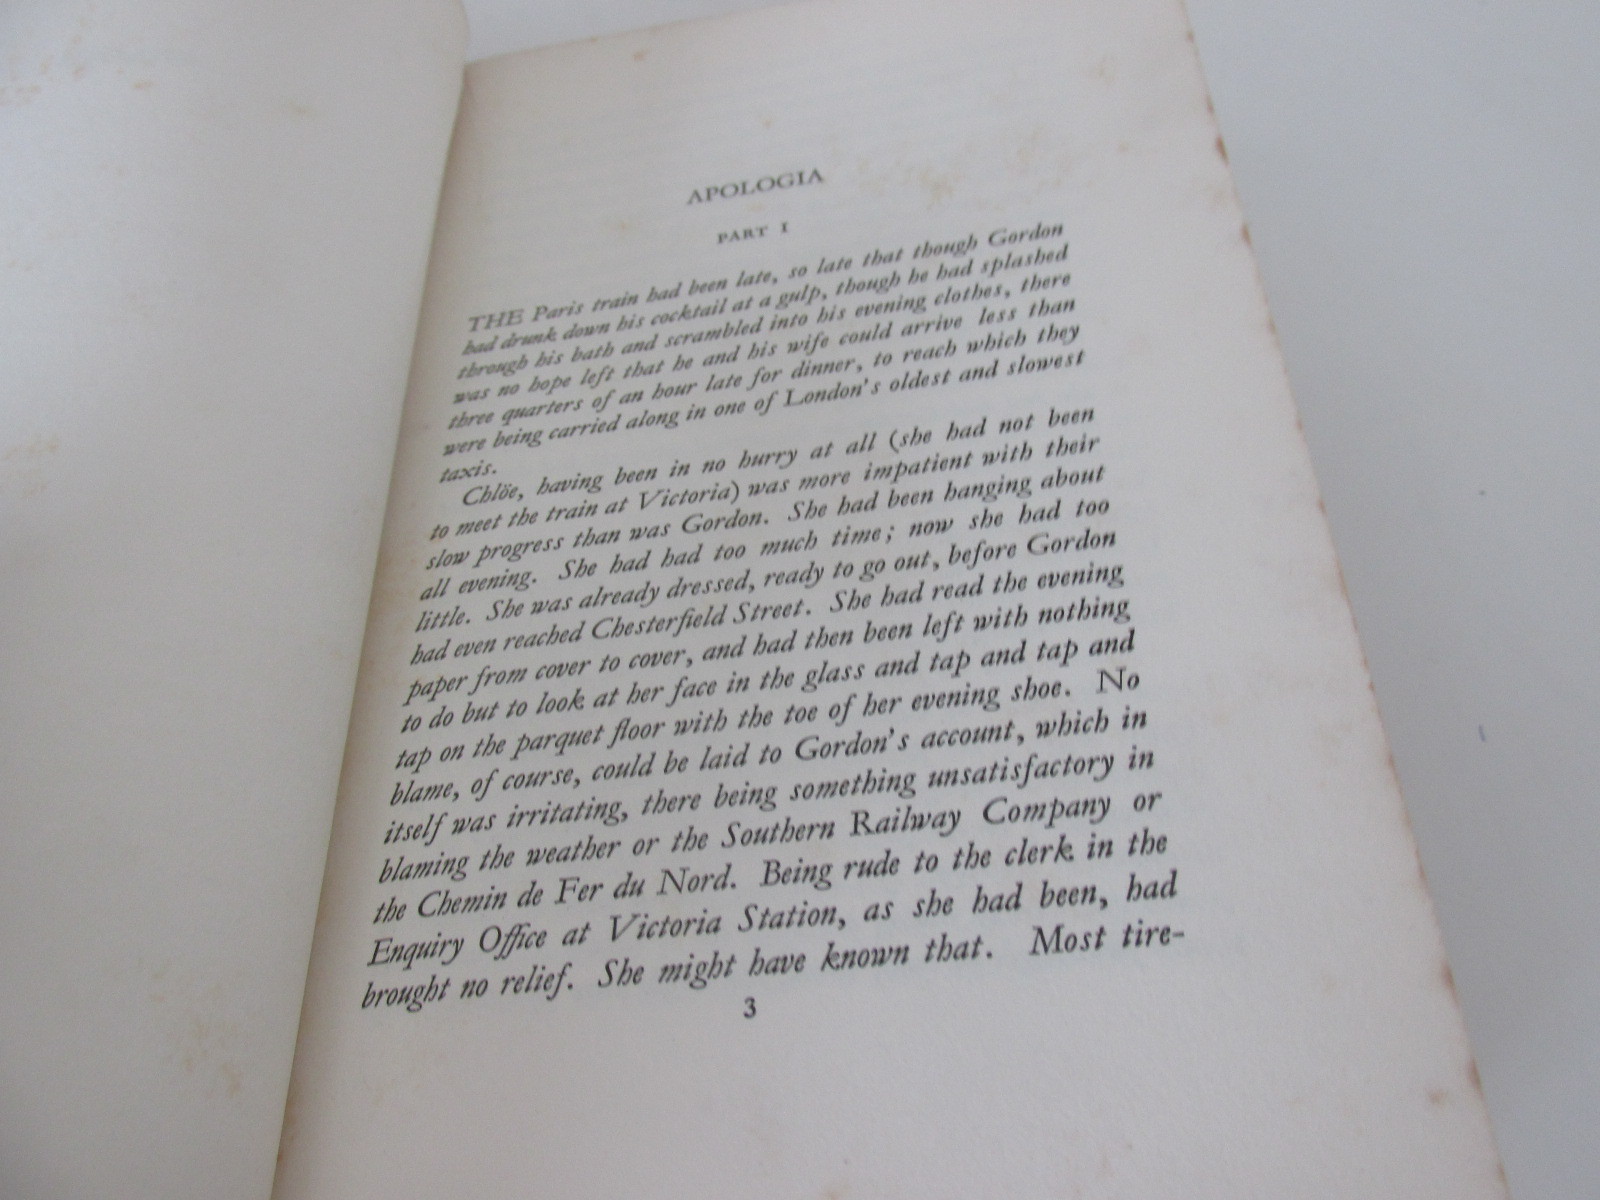 APOLOGIA
PART I
THE Paris train had been late, so late that though Gordon
had drunk down his cocktail at a gulp, though he had splashed
through his bath and scrambled into his evening clothes, there
was no hope left that he and his wife could arrive less than
three quarters of an hour late for dinner, to reach which they
were being carried along in one of London's oldest and slowest
taxis.
Chlöe, having been in no hurry at all (she had not been
to meet the train at Victoria) was more impatient with their
slow progress than was Gordon. She had been hanging about
all evening. She had had too much time; now she had too
little. She was already dressed, ready to go out, before Gordon
had even reached Chesterfield Street. She had read the evening
paper from cover to cover, and had then been left with nothing
to do but to look at her face in the glass and tap and tap and
tap on the parquet floor with the toe of her evening shoe. No
blame, of course, could be laid to Gordon's account, which in
itself was irritating, there being something unsatisfactory in
blaming the weather or the Southern Railway Company or
the Chemin de Fer du Nord. Being rude to the clerk in the
Enquiry Office at Victoria Station, as she had been, had
brought no relief. She might have known that. Most tire-
3